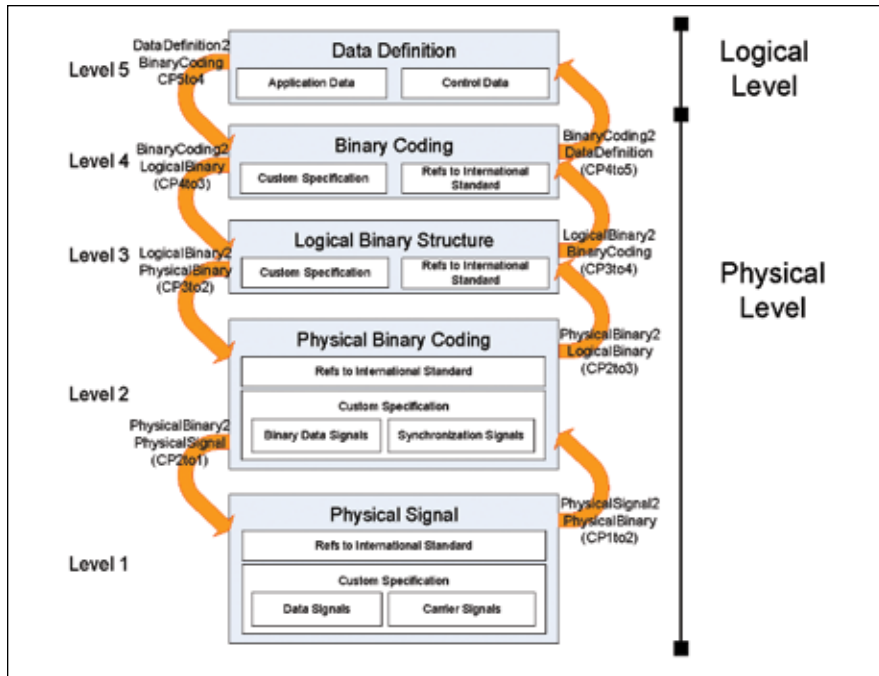 DataDefinition2
BinaryCoding
CP5to4
Level 5
Data Definition
Application Data
Control Data
Logical
Level
BinaryCoding2
LogicalBinary
(CP4to3)
Level 4
Binary Coding
Custom Specification
Refs to International
Standard
BinaryCoding2
DataDefinition
(CP4to5)
Level 3
LogicalBinary2
PhysicalBinary
(CP3to2)
Logical Binary Structure
Custom Specification
Refs to International
Standard
LogicalBinary2
BinaryCoding
(CP3to4)
Physical
Level
Level 2
Physical Binary Coding
Refs to International Standard
Custom Specification
Binary Data Signals
Synchronization Signals
PhysicalBinary2
LogicalBinary
(CP2to3)
PhysicalBinary2
PhysicalSignal
(CP2to1)
Level 1
Physical Signal
Refs to International Standard
Custom Specification
Data Signals
Carrier Signals
PhysicalSignal2
PhysicalBinary
(CP1to2)